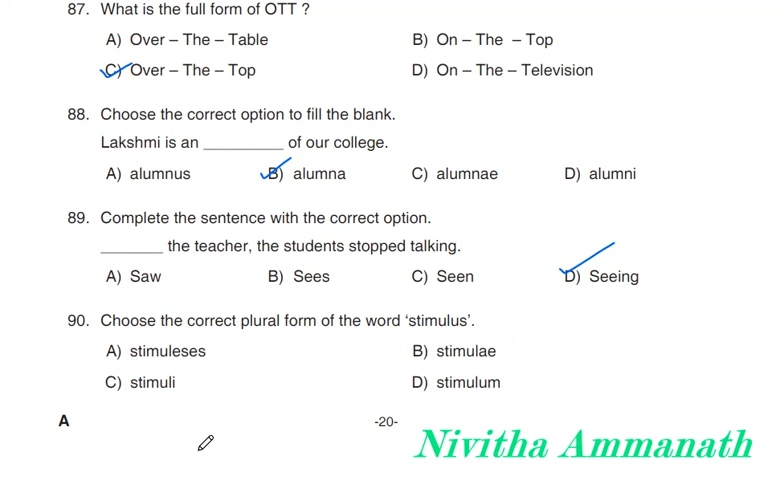 87. What is the full form of OTT ?
A) Over – The – Table B) On – The – Top
C) Over – The – Top D) On – The – Television
88. Choose the correct option to fill the blank.
Lakshmi is an _________ of our college.
A) alumnus B) alumna C) alumnae D) alumni
89. Complete the sentence with the correct option.
_______ the teacher, the students stopped talking.
A) Saw B) Sees C) Seen D) Seeing
90. Choose the correct plural form of the word ‘stimulus’.
A) stimuleses B) stimulae
C) stimuli D) stimulum
A -20-
Nivitha Ammanath